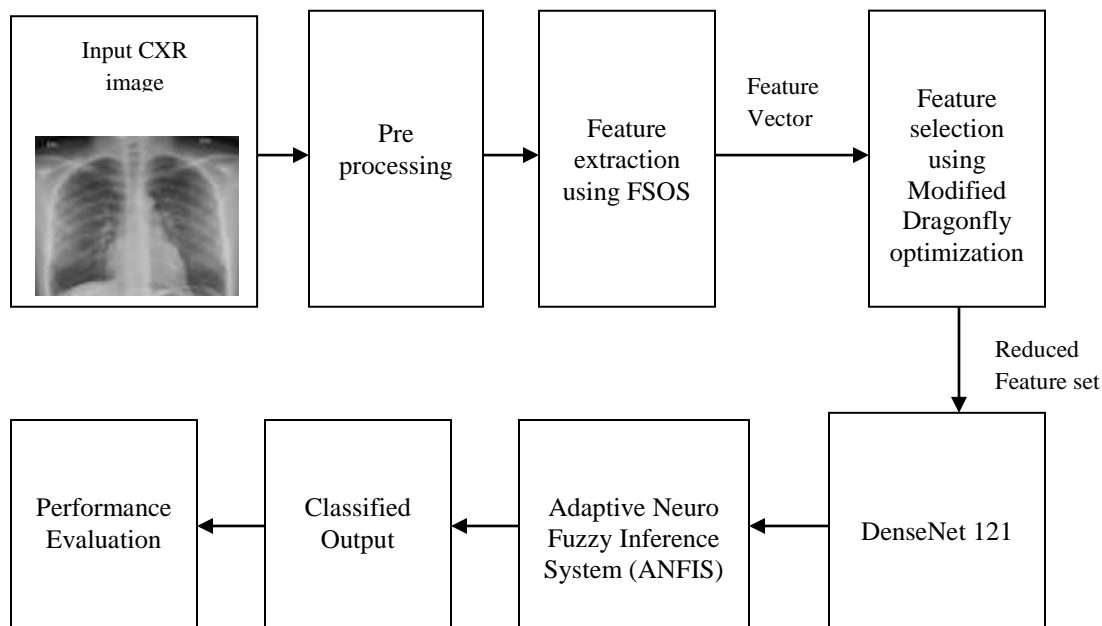 Input CXR
image
Pre
processing
Feature
extraction
using FSOS
Feature
Vector
Feature
selection
using
Modified
Dragonfly
optimization
Reduced
Feature set
DenseNet 121
Adaptive Neuro
Fuzzy Inference
System (ANFIS)
Classified
Output
Performance
Evaluation